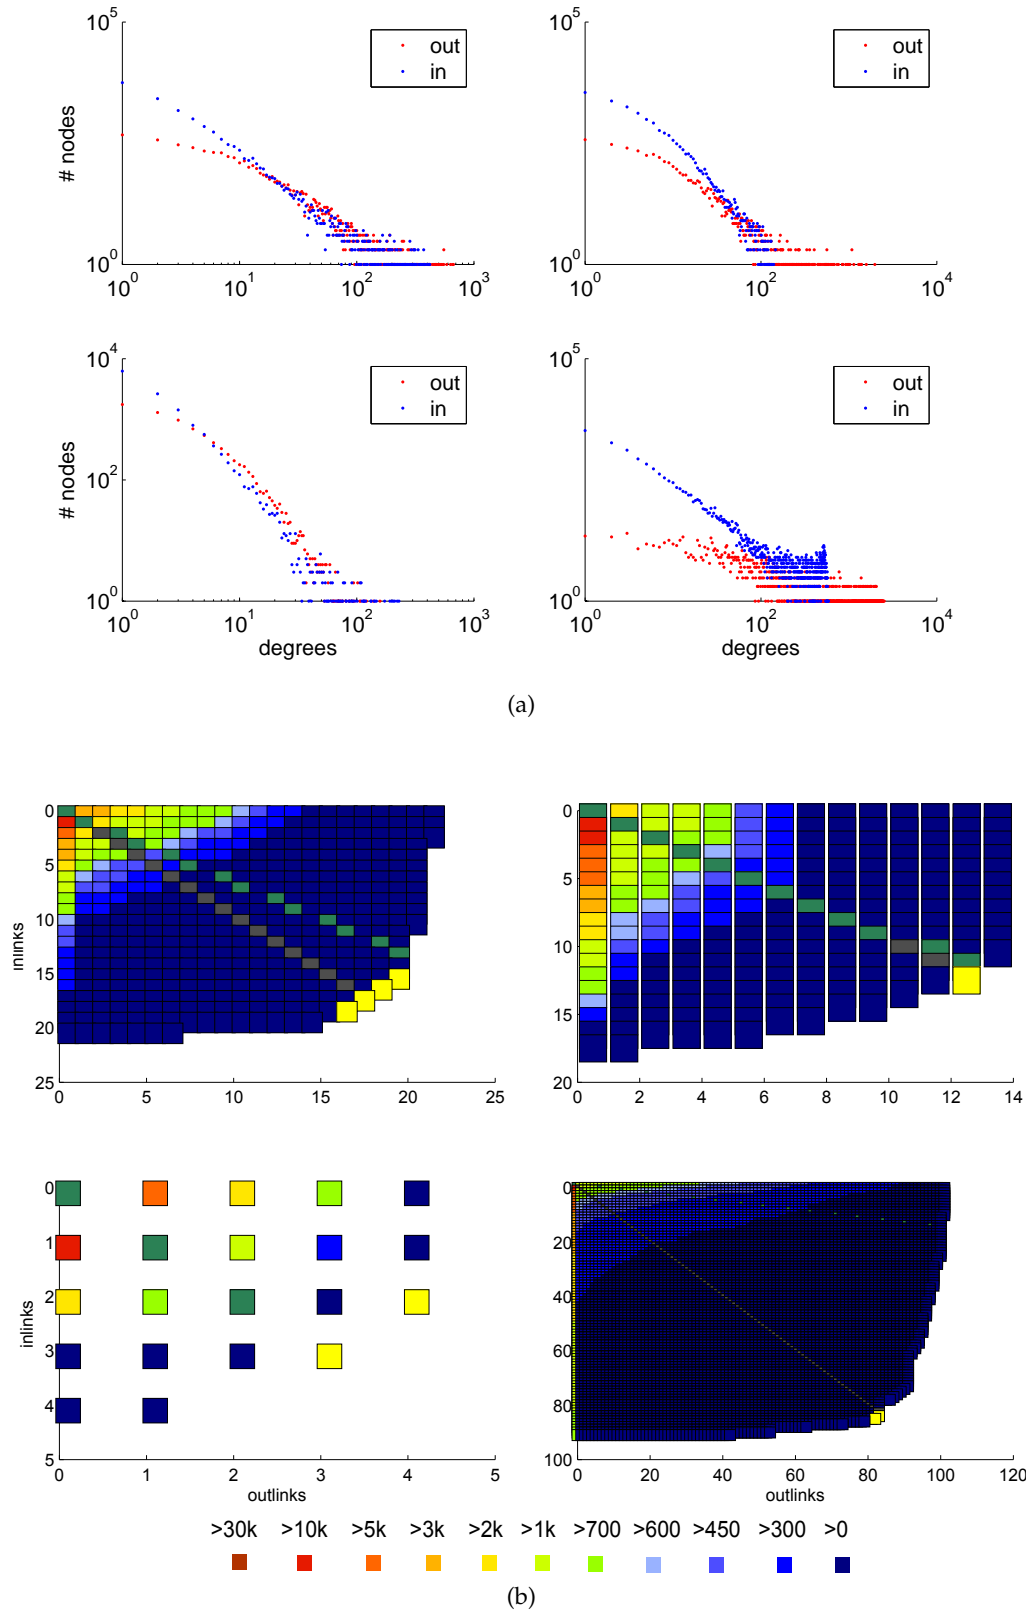 10^5
out
in
# nodes
10^0
10^0 10^1 10^2 10^3
10^5
out
in
10^0
10^0 10^2 10^4
10^4
out
in
10^2
# nodes
10^0
10^0 10^1 10^2 10^3
degrees
10^5
out
in
10^0
10^0 10^2 10^4
degrees
(a)
0
5
10
15
20
25
inlinks
0 5 10 15 20 25
0
5
10
15
20
0 2 4 6 8 10 12 14
0
1
2
3
4
5
inlinks
0 1 2 3 4 5
outlinks
0
20
40
60
80
100
0 20 40 60 80 100 120
outlinks
>30k >10k >5k >3k >2k >1k >700 >600 >450 >300 >0
(b)